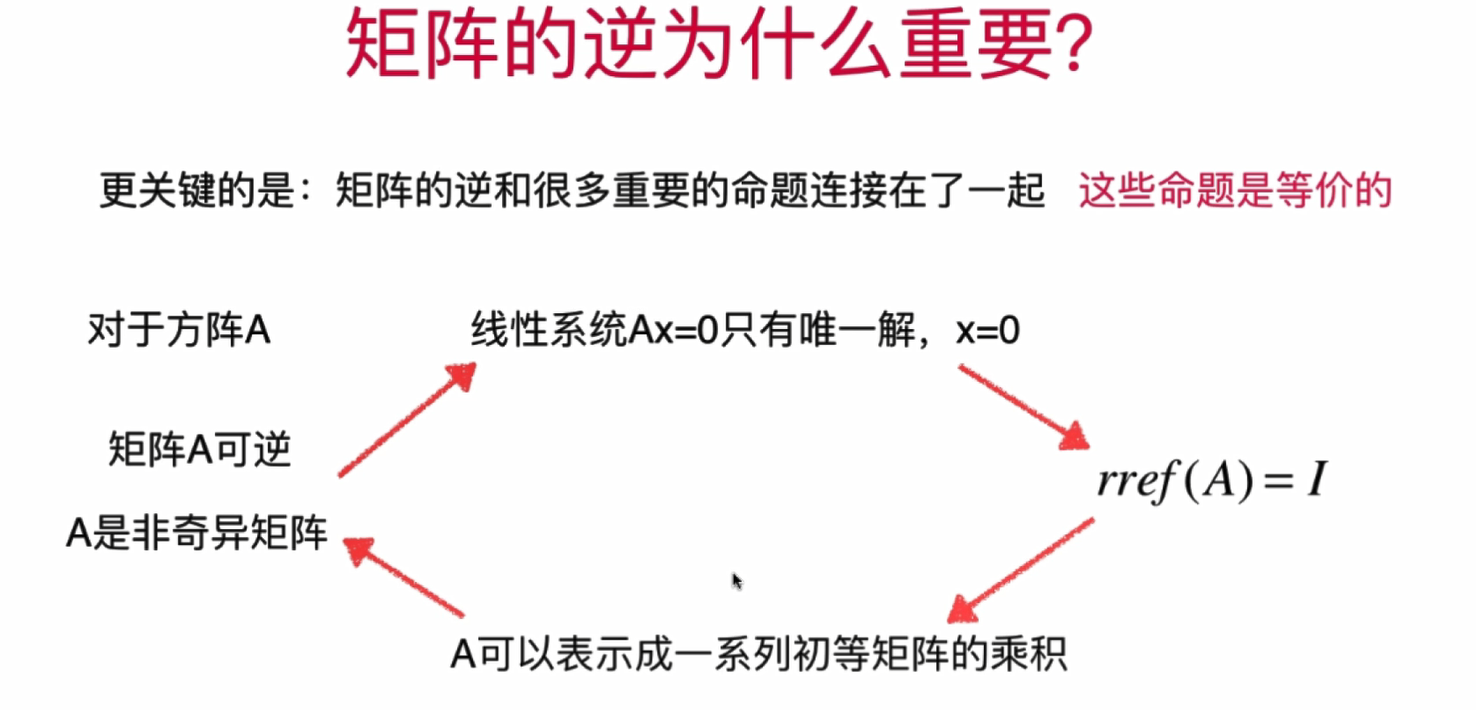 矩阵的逆为什么重要？
更关键的是：矩阵的逆和很多重要的命题连接在了一起 这些命题是等价的
对于方阵A
线性系统Ax=0只有唯一解，x=0
矩阵A可逆
rref(A) = I
A是非奇异矩阵
A可以表示成一系列初等矩阵的乘积